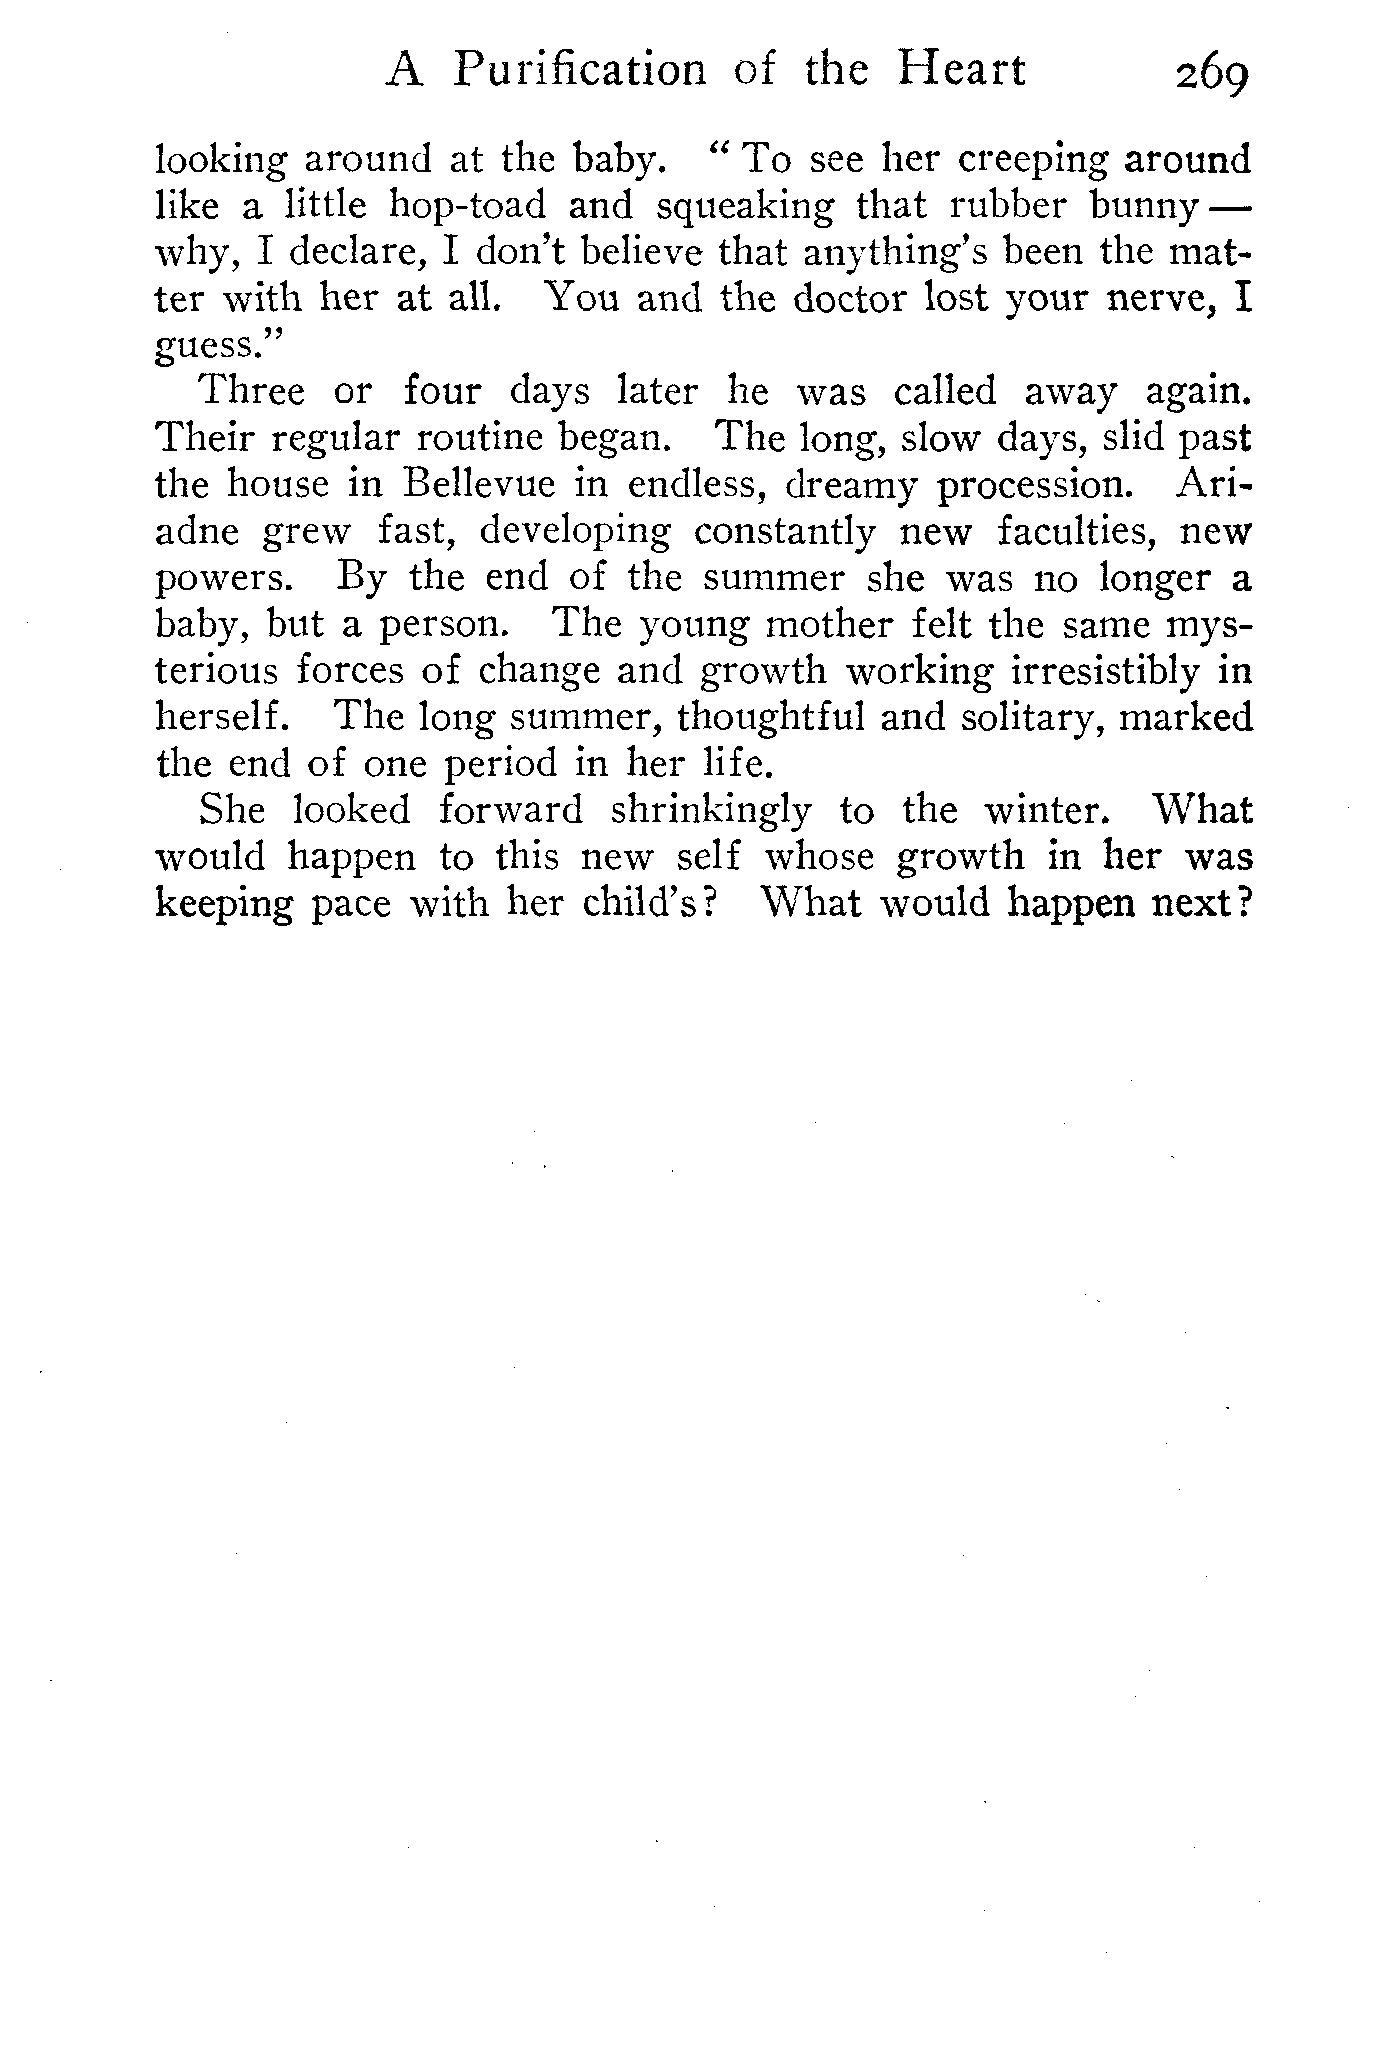 A Purification of the Heart 269
looking around at the baby. “ To see her creeping around
like a little hop-toad and squeaking that rubber bunny —
why, I declare, I don't believe that anything's been the mat-
ter with her at all. You and the doctor lost your nerve, I
guess.”
Three or four days later he was called away again.
Their regular routine began. The long, slow days, slid past
the house in Bellevue in endless, dreamy procession. Ari-
adne grew fast, developing constantly new faculties, new
powers. By the end of the summer she was no longer a
baby, but a person. The young mother felt the same mys-
terious forces of change and growth working irresistibly in
herself. The long summer, thoughtful and solitary, marked
the end of one period in her life.
She looked forward shrinkingly to the winter. What
would happen to this new self whose growth in her was
keeping pace with her child's? What would happen next?